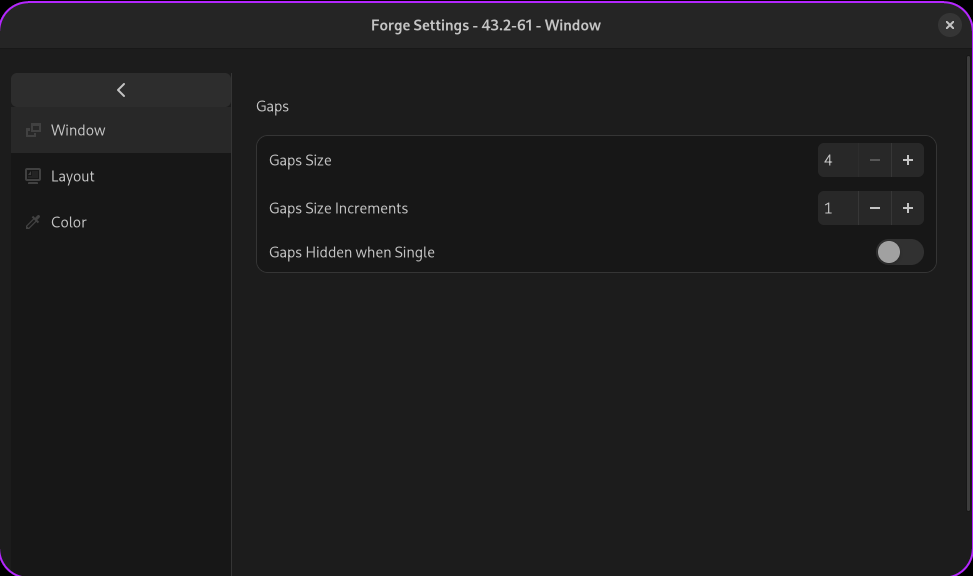 Forge Settings - 43.2-61 - Window
Window
Layout
Color
Gaps
Gaps Size
4
Gaps Size Increments
1
Gaps Hidden when Single